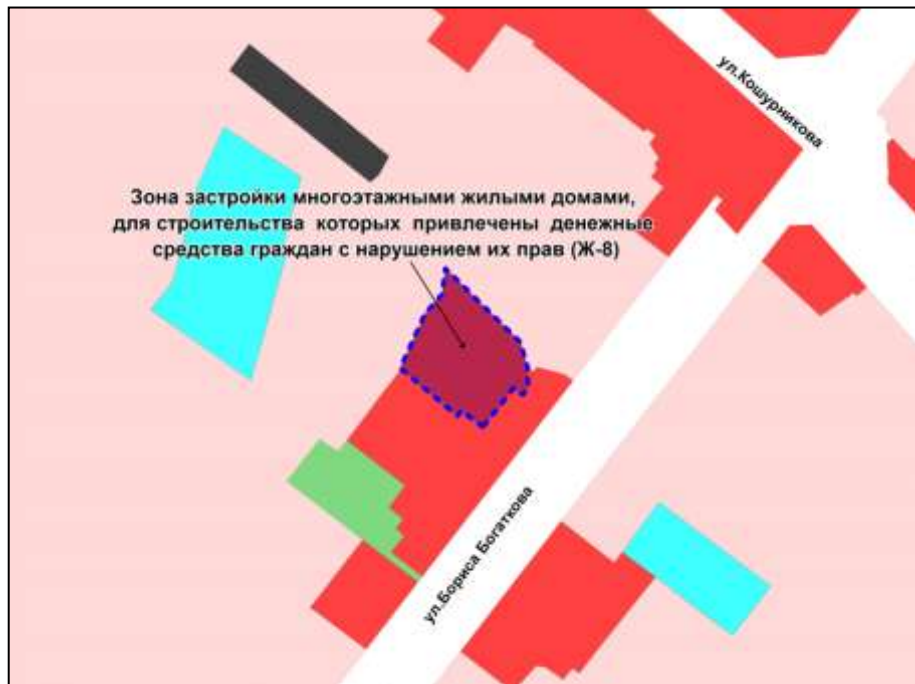 ул.Кошурникова
Зона застройки многоэтажными жилыми домами,
для строительства которых привлечены денежные
средства граждан с нарушением их прав (Ж-8)
ул.Бориса Богаткова